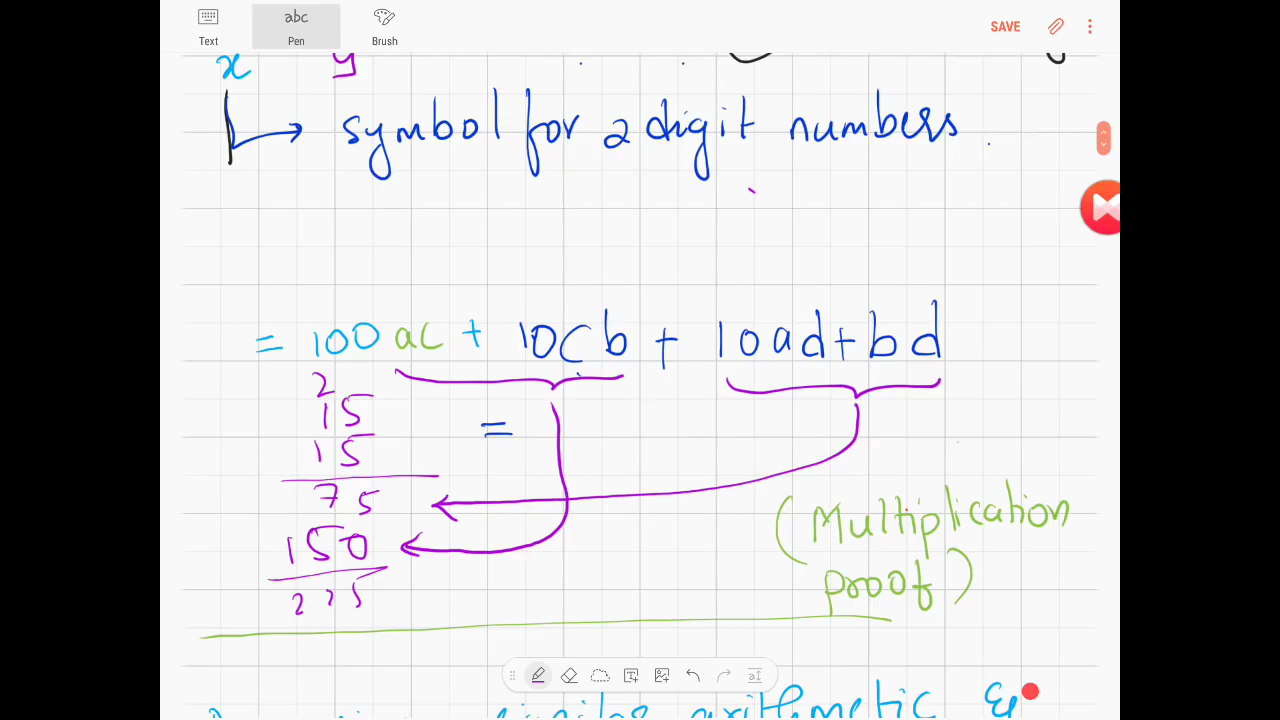 Text
abc
Pen
Brush
SAVE
x y
symbol for 2 digit numbers.
= 100 ac + 10cb + 10ad+bd
2
15
15
75
150
225
=
(Multiplication
proof)
arithmetic